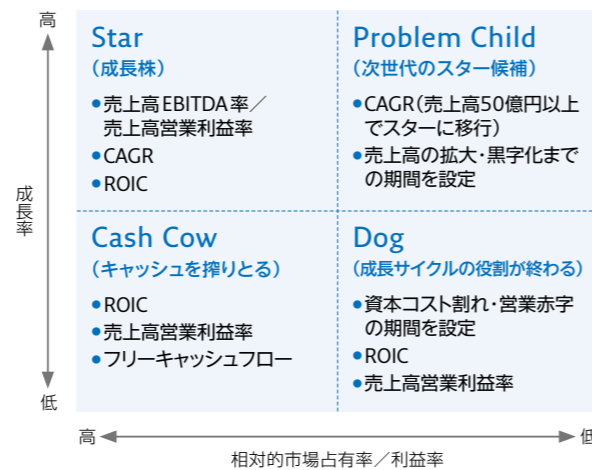 高
Star
（成長株）
●売上高EBITDA率／
売上高営業利益率
●CAGR
●ROIC
Problem Child
（次世代のスター候補）
●CAGR（売上高50億円以上
でスターに移行）
●売上高の拡大・黒字化まで
の期間を設定
成長率
Cash Cow
（キャッシュを搾りとる）
●ROIC
●売上高営業利益率
●フリーキャッシュフロー
Dog
（成長サイクルの役割が終わる）
●資本コスト割れ・営業赤字
の期間を設定
●ROIC
●売上高営業利益率
低
高
低
相対的市場占有率／利益率